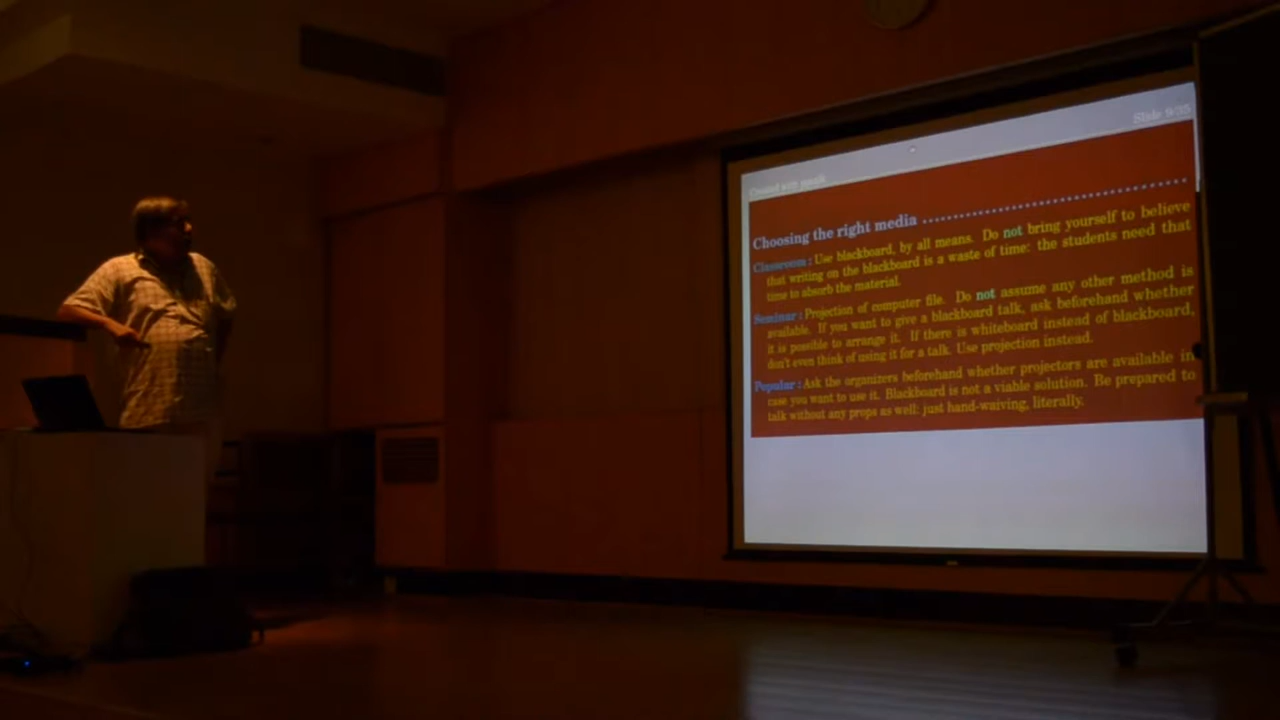 Slide 9/35
Created with
Choosing the right media
Classroom : Use blackboard, by all means. Do not bring yourself to believe
that writing on the blackboard is a waste of time: the students need that
time to absorb the material.
Seminar : Projection of computer file. Do not assume any other method is
available. If you want to give a blackboard talk, ask beforehand whether
it is possible to arrange it. If there is whiteboard instead of blackboard,
don't even think of using it for a talk. Use projection instead.
Popular : Ask the organizers beforehand whether projectors are available in
case you want to use it. Blackboard is not a viable solution. Be prepared to
talk without any props as well: just hand-waiving, literally.